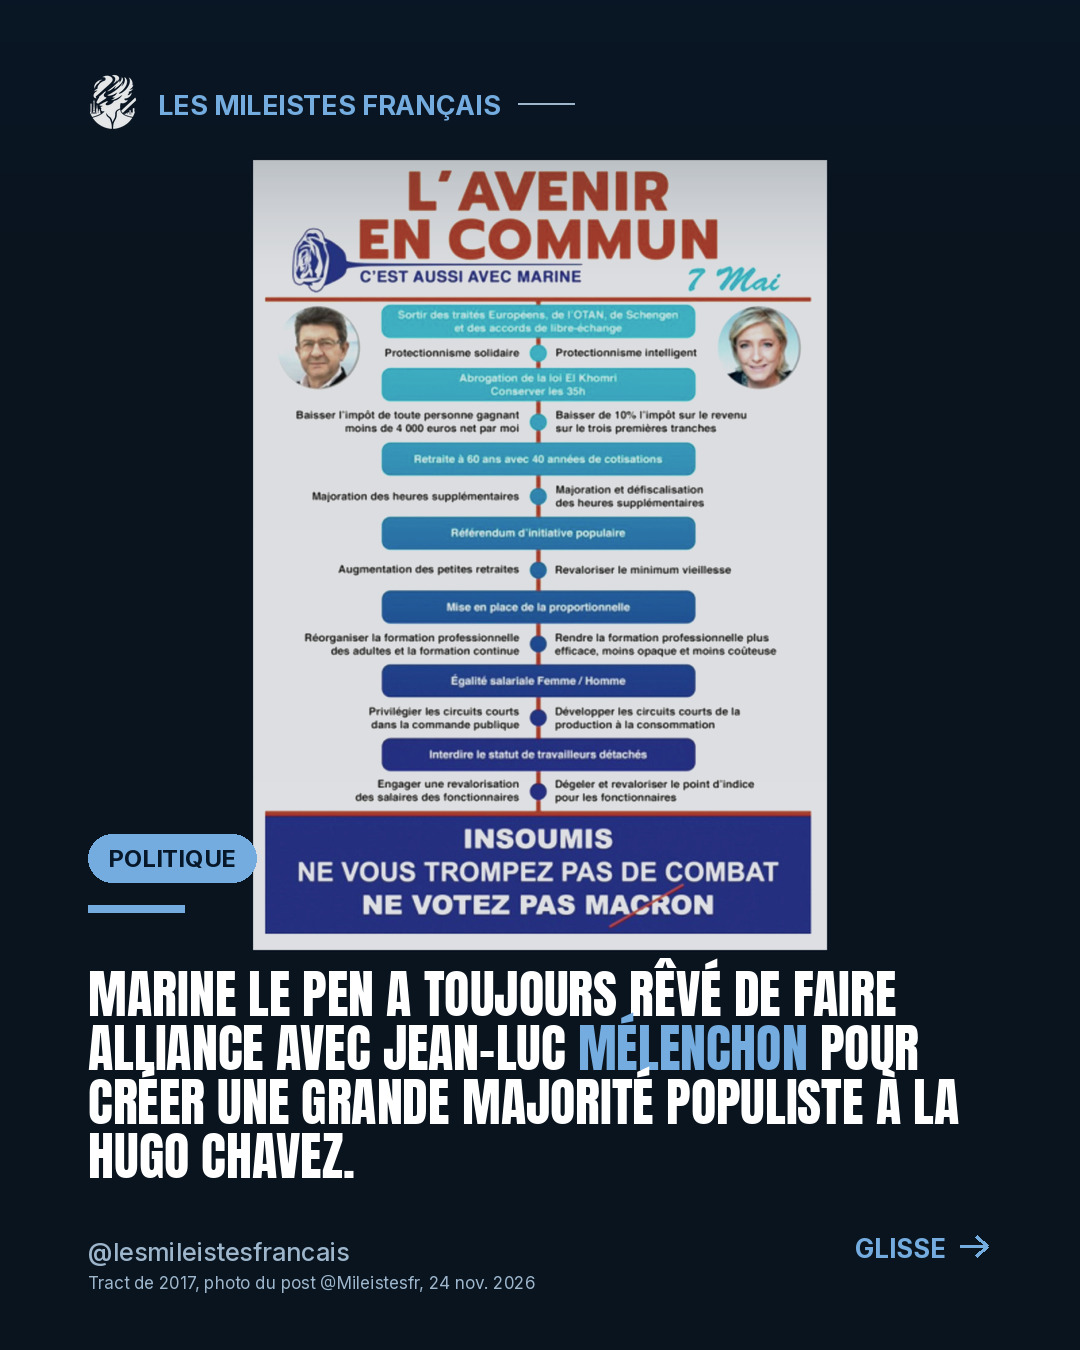 LES MILEISTES FRANÇAIS
L'AVENIR
EN COMMUN
C'EST AUSSI AVEC MARINE
7 Mai
Sortir des traités Européens, de l'OTAN, de Schengen
et des accords de libre-échange
Protectionnisme solidaire
Protectionnisme intelligent
Abrogation de la loi El Khomri
Conserver les 35h
Baisser l'impôt de toute personne gagnant
moins de 4 000 euros net par moi
Baisser de 10% l'impôt sur le revenu
sur le trois premières tranches
Retraite à 60 ans avec 40 années de cotisations
Majoration des heures supplémentaires
Majoration et défiscalisation
des heures supplémentaires
Référendum d'initiative populaire
Augmentation des petites retraites
Revaloriser le minimum vieillesse
Mise en place de la proportionnelle
Réorganiser la formation professionnelle
des adultes et la formation continue
Rendre la formation professionnelle plus
efficace, moins opaque et moins coûteuse
Égalité salariale Femme / Homme
Privilégier les circuits courts
dans la commande publique
Développer les circuits courts de la
production à la consommation
Interdire le statut de travailleurs détachés
Engager une revalorisation
des salaires des fonctionnaires
Dégeler et revaloriser le point d'indice
pour les fonctionnaires
INSOUMIS
NE VOUS TROMPEZ PAS DE COMBAT
NE VOTEZ PAS MACRON
POLITIQUE
MARINE LE PEN A TOUJOURS RÊVÉ DE FAIRE
ALLIANCE AVEC JEAN-LUC MÉLENCHON POUR
CRÉER UNE GRANDE MAJORITÉ POPULISTE À LA
HUGO CHAVEZ.
@lesmileistesfrancais
GLISSE
Tract de 2017, photo du post @Mileistesfr, 24 nov. 2026